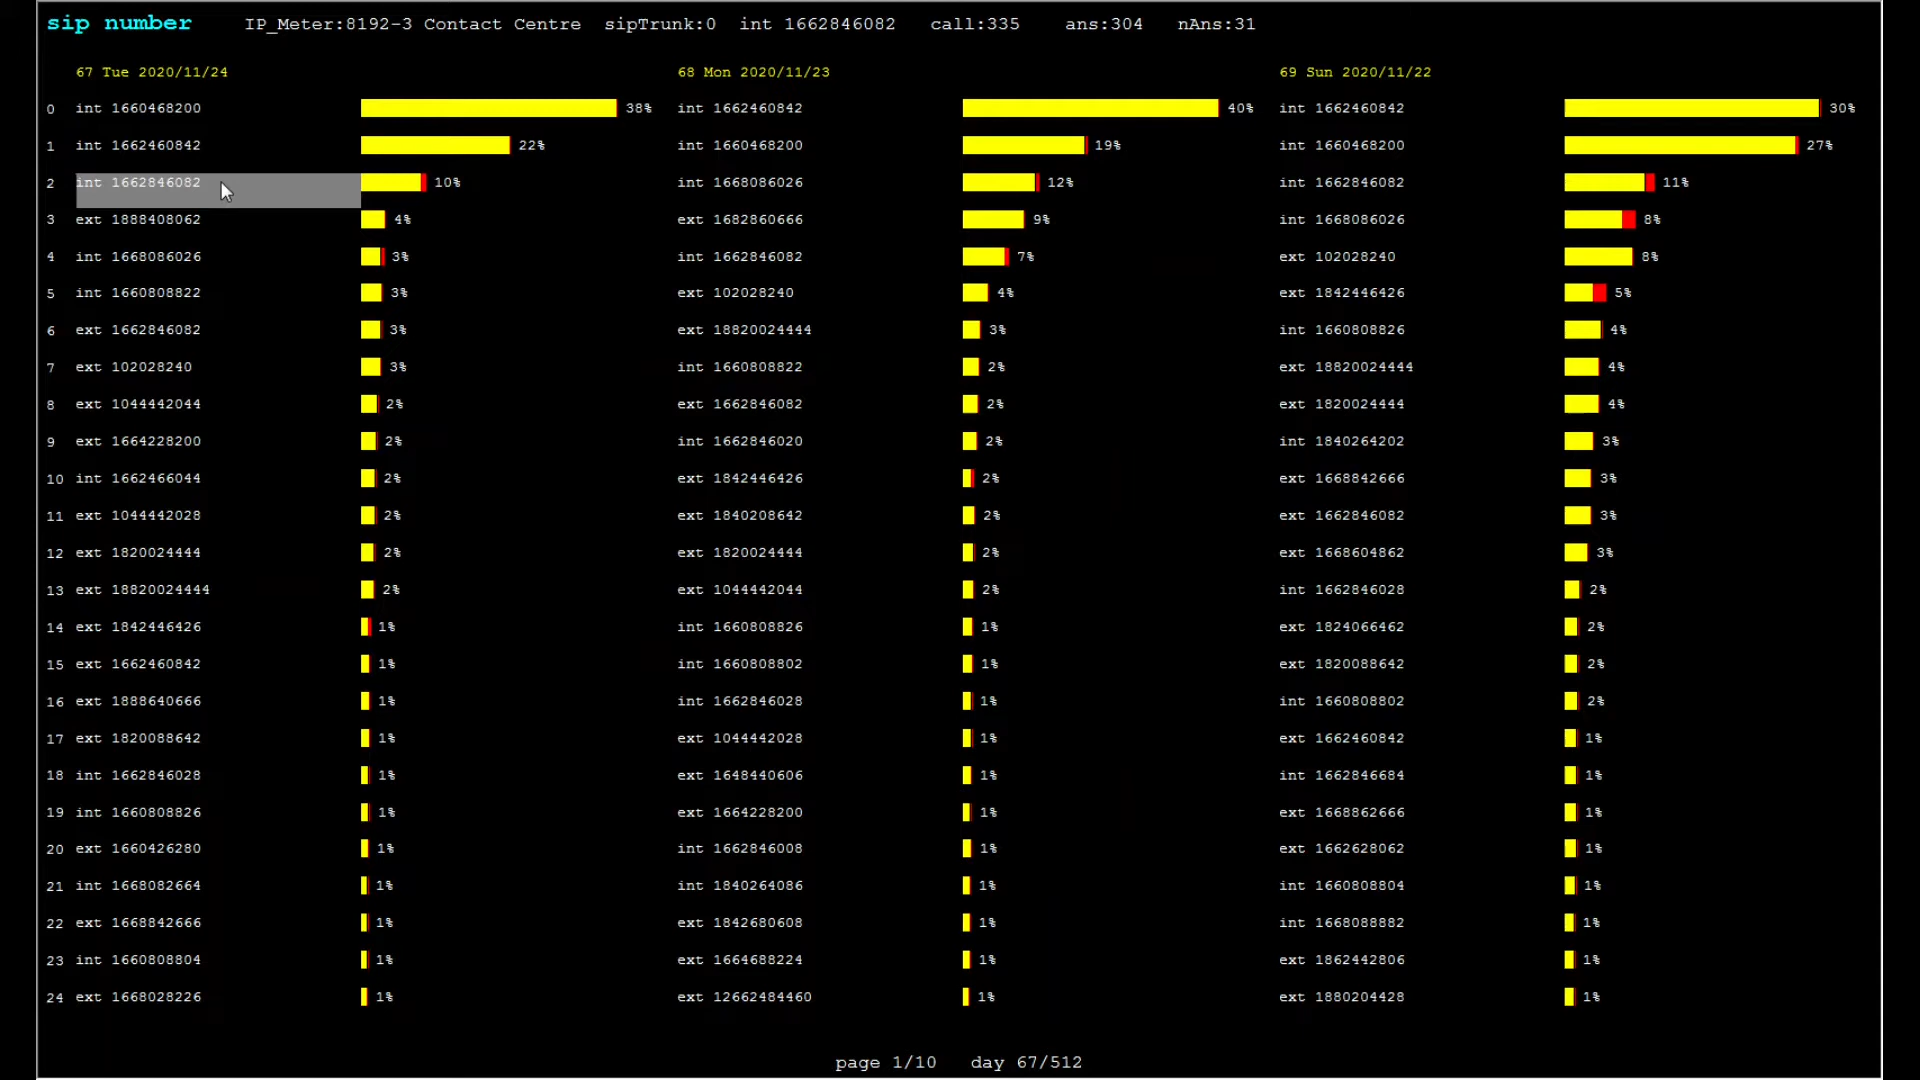 sip number IP_Meter:8192-3 Contact Centre sipTrunk:0 int 1662846082 call:335 ans:304 nAns:31
67 Tue 2020/11/24 68 Mon 2020/11/23 69 Sun 2020/11/22
0 int 1660468200 38% int 1662460842 40% int 1662460842 30%
1 int 1662460842 22% int 1660468200 19% int 1660468200 27%
2 int 1662846082 10% int 1668086026 12% int 1662846082 11%
3 ext 1888408062 4% ext 1682860666 9% int 1668086026 8%
4 int 1668086026 3% int 1662846082 7% ext 102028240 8%
5 int 1660808822 3% ext 102028240 4% ext 1842446426 5%
6 ext 1662846082 3% ext 18820024444 3% int 1660808826 4%
7 ext 102028240 3% int 1660808822 2% ext 18820024444 4%
8 ext 1044442044 2% ext 1662846082 2% ext 1820024444 4%
9 ext 1664228200 2% int 1662846020 2% int 1840264202 3%
10 int 1662466044 2% ext 1842446426 2% ext 1668842666 3%
11 ext 1044442028 2% ext 1840208642 2% ext 1662846082 3%
12 ext 1820024444 2% ext 1820024444 2% ext 1668604862 3%
13 ext 18820024444 2% ext 1044442044 2% int 1662846028 2%
14 ext 1842446426 1% int 1660808826 1% ext 1824066462 2%
15 ext 1662460842 1% int 1660808802 1% ext 1820088642 2%
16 ext 1888640666 1% int 1662846028 1% int 1660808802 2%
17 ext 1820088642 1% ext 1044442028 1% ext 1662460842 1%
18 int 1662846028 1% ext 1648440606 1% int 1662846684 1%
19 int 1660808826 1% ext 1664228200 1% ext 1668862666 1%
20 ext 1660426280 1% int 1662846008 1% ext 1662628062 1%
21 int 1668082664 1% int 1840264086 1% int 1660808804 1%
22 ext 1668842666 1% ext 1842680608 1% int 1668088882 1%
23 int 1660808804 1% ext 1664688224 1% ext 1862442806 1%
24 ext 1668028226 1% ext 12662484460 1% ext 1880204428 1%
page 1/10 day 67/512